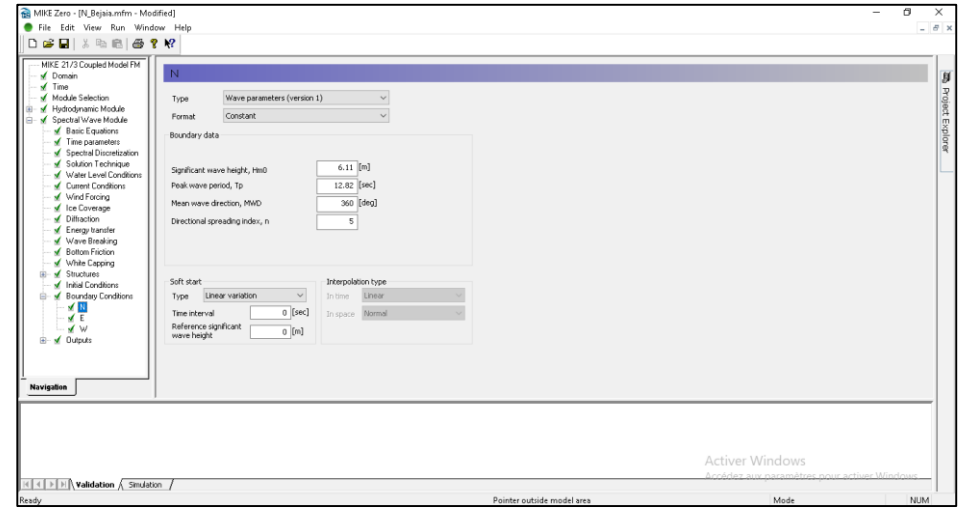 MIKE Zero - [N_Bejaia.mfm - Modified]
File Edit View Run Window Help
MIKE 21/3 Coupled Model FM
Domain
Time
Module Selection
Hydrodynamic Module
Spectral Wave Module
Basic Equations
Time parameters
Spectral Discretization
Solution Technique
Water Level Conditions
Current Conditions
Wind Forcing
Ice Coverage
Diffraction
Energy transfer
Wave Breaking
Bottom Friction
White Capping
Structures
Initial Conditions
Boundary Conditions
N
E
W
Outputs
Navigation
N
Type Wave parameters (version 1)
Format Constant
Boundary data
Significant wave height, Hm0 6.11 [m]
Peak wave period, Tp 12.82 [sec]
Mean wave direction, MWD 360 [deg]
Directional spreading index, n 5
Soft start
Type Linear variation
Time interval 0 [sec]
Reference significant
wave height 0 [m]
Interpolation type
In time Linear
In space Normal
Project Explorer
Activer Windows
Accédez aux paramètres pour activer Windows.
Validation Simulation
Ready Pointer outside model area Mode NUM